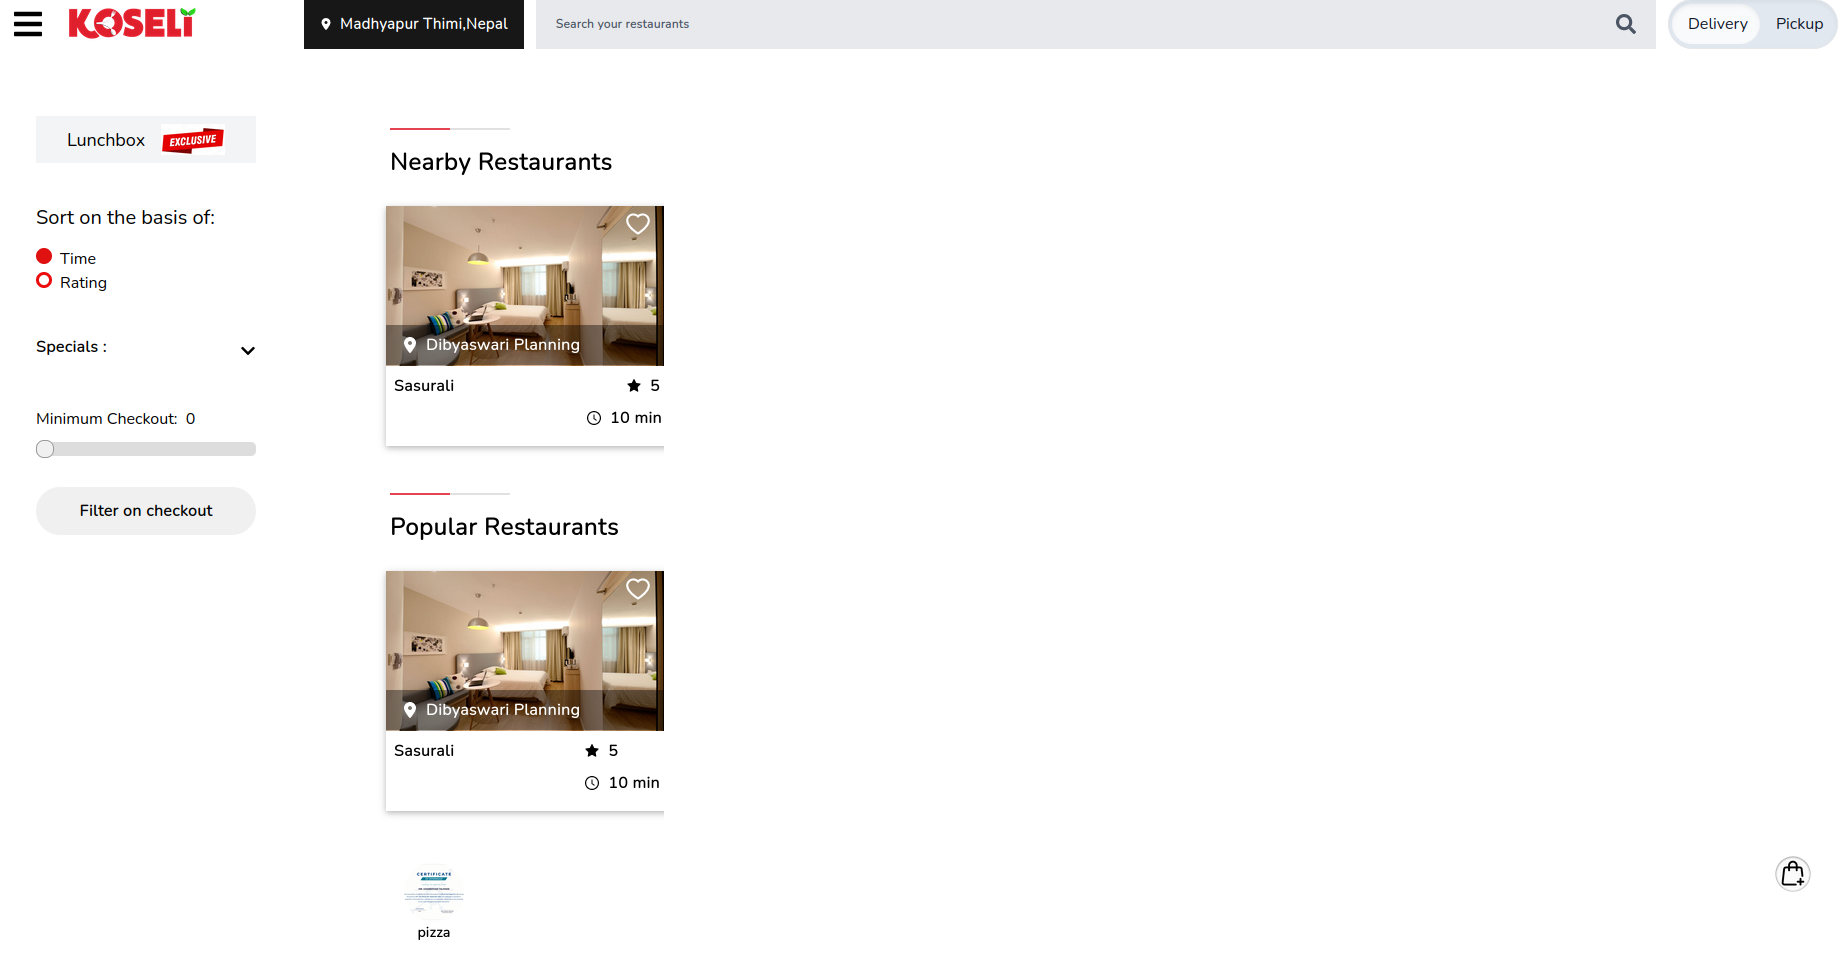 KOSELI
Madhyapur Thimi,Nepal
Search your restaurants
Delivery
Pickup
Lunchbox
EXCLUSIVE
Sort on the basis of:
Time
Rating
Specials :
Minimum Checkout: 0
Filter on checkout
Nearby Restaurants
Dibyaswari Planning
Sasurali
5
10 min
Popular Restaurants
Dibyaswari Planning
Sasurali
5
10 min
CERTIFICATE
pizza